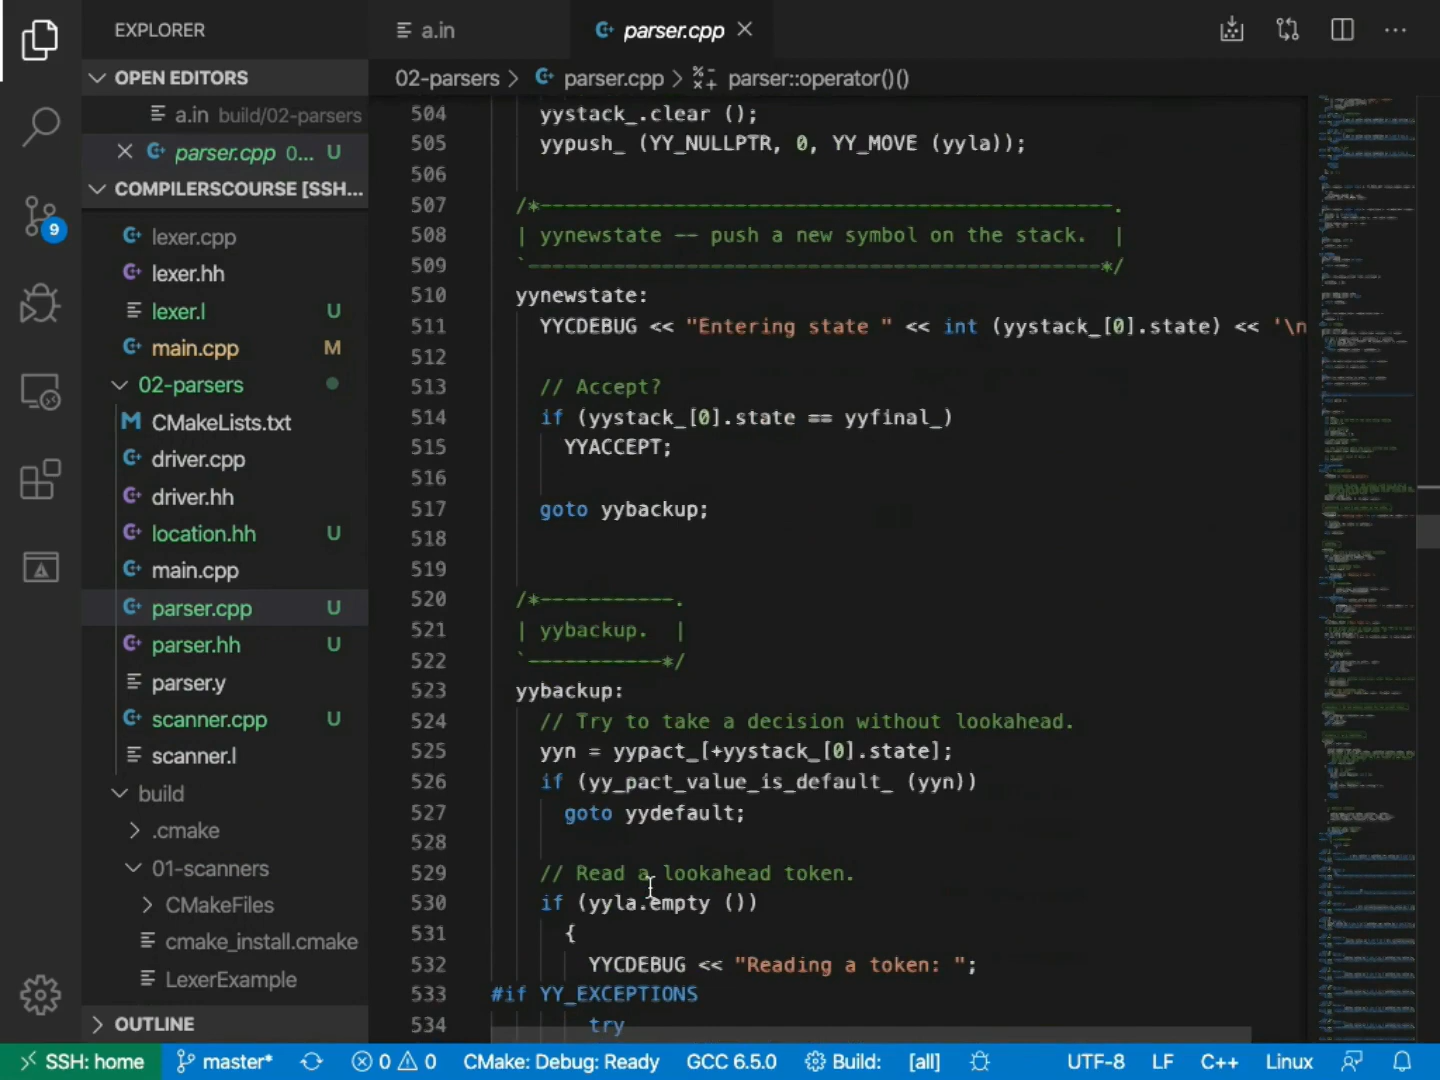 EXPLORER
OPEN EDITORS
a.in build/02-parsers
parser.cpp 0... U
COMPILERSCOURSE [SSH...
lexer.cpp
lexer.hh
lexer.l U
main.cpp M
02-parsers
CMakeLists.txt
driver.cpp
driver.hh
location.hh U
main.cpp
parser.cpp U
parser.hh U
parser.y
scanner.cpp U
scanner.l
build
.cmake
01-scanners
CMakeFiles
cmake_install.cmake
LexerExample
OUTLINE
9
a.in
parser.cpp
02-parsers > parser.cpp > parser::operator()()
504 yystack_.clear ();
505 yypush_ (YY_NULLPTR, 0, YY_MOVE (yyla));
506
507 /*-----------------------------------------------.
508 | yynewstate -- push a new symbol on the stack.  |
509 `-----------------------------------------------*/
510 yynewstate:
511 YYCDEBUG << "Entering state " << int (yystack_[0].state) << '\n
512
513 // Accept?
514 if (yystack_[0].state == yyfinal_)
515 YYACCEPT;
516
517 goto yybackup;
518
519
520 /*-----------.
521 | yybackup.  |
522 `-----------*/
523 yybackup:
524 // Try to take a decision without lookahead.
525 yyn = yypact_[+yystack_[0].state];
526 if (yy_pact_value_is_default_ (yyn))
527 goto yydefault;
528
529 // Read a lookahead token.
530 if (yyla.empty ())
531 {
532 YYCDEBUG << "Reading a token: ";
533 #if YY_EXCEPTIONS
534 try
SSH: home master* 0 0 CMake: Debug: Ready GCC 6.5.0 Build: [all] UTF-8 LF C++ Linux